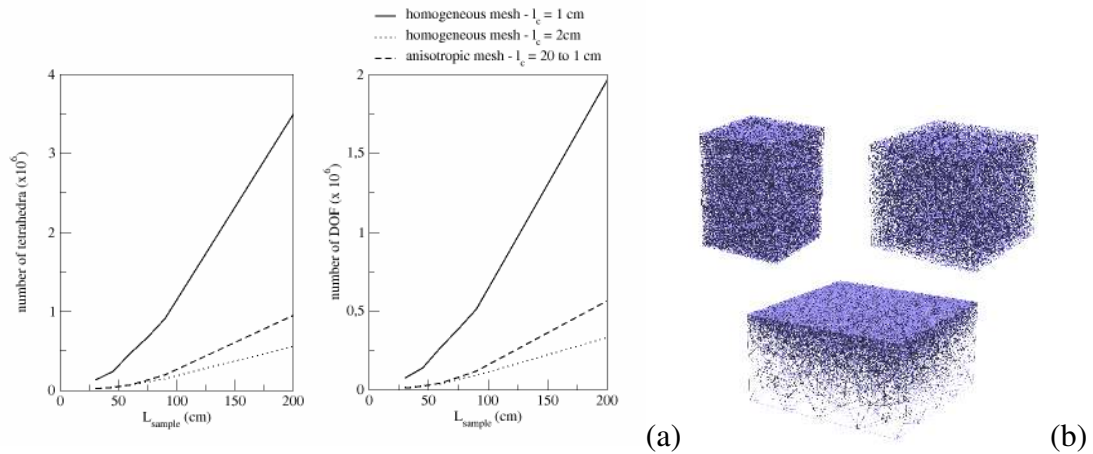 homogeneous mesh - l_c = 1 cm
homogeneous mesh - l_c = 2cm
anisotropic mesh - l_c = 20 to 1 cm
number of tetrahedra (x10^6)
4
3
2
1
0
0 50 100 150 200
L_sample (cm)
number of DOF (x 10^6)
2
1,5
1
0,5
0
0 50 100 150 200
L_sample (cm)
(a)
(b)